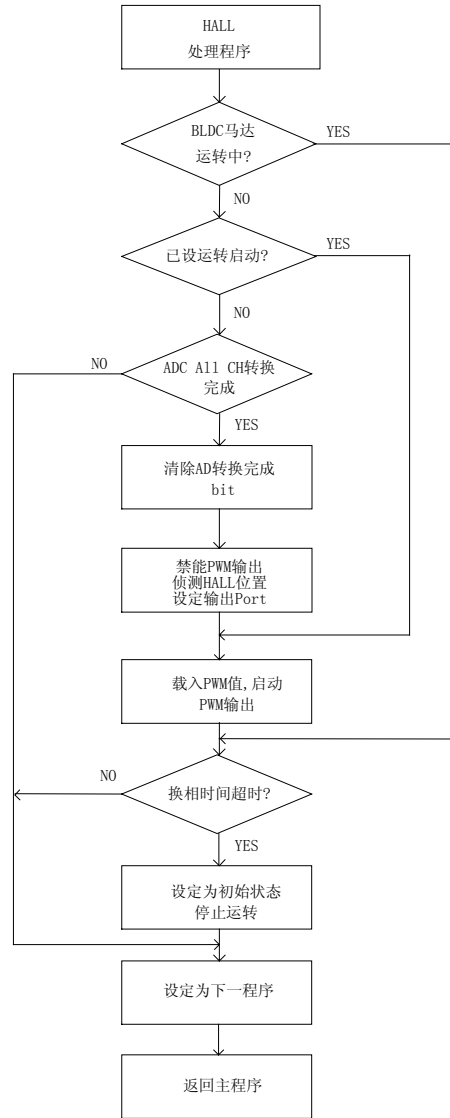 HALL
处理程序
BLDC马达
运转中?
YES
NO
已设运转启动?
YES
NO
ADC All CH转换
完成
NO
YES
清除AD转换完成
bit
禁能PWM输出
侦测HALL位置
设定输出Port
载入PWM值,启动
PWM输出
换相时间超时?
NO
YES
设定为初始状态
停止运转
设定为下一程序
返回主程序